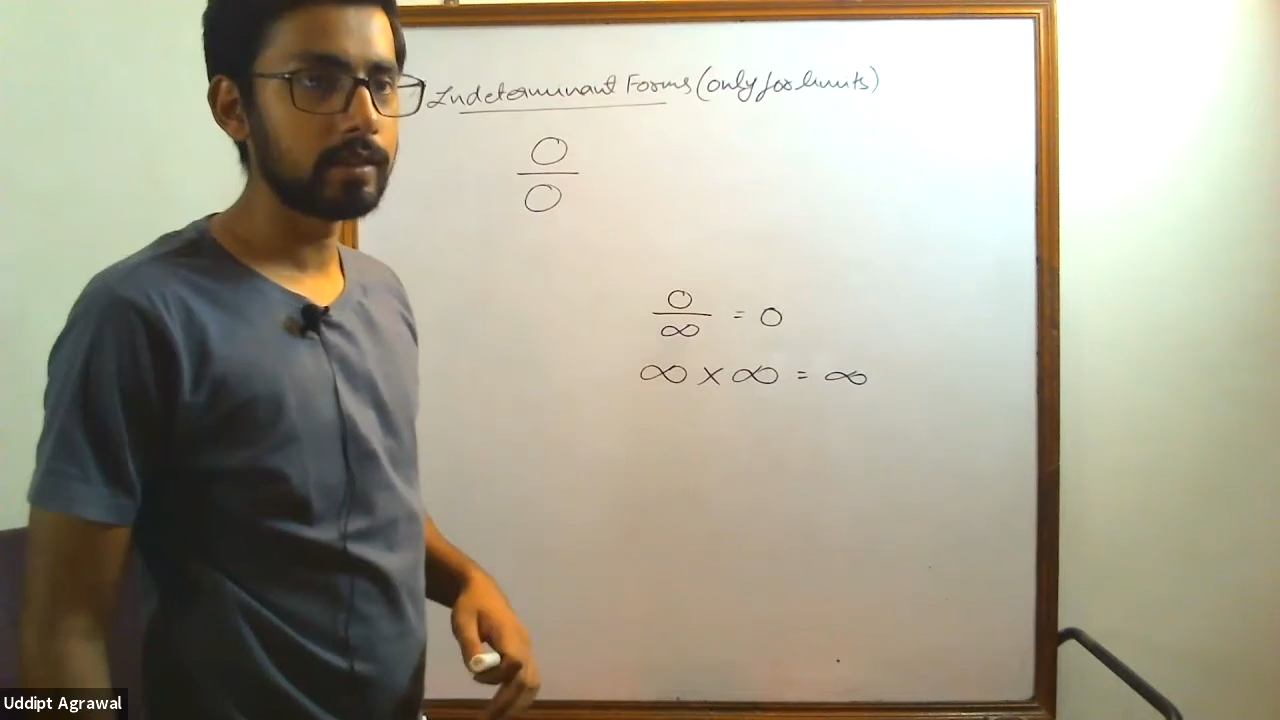 Indeterminant Forms (only for limits)
0
0
0
∞ = 0
∞ × ∞ = ∞
Uddipt Agrawal